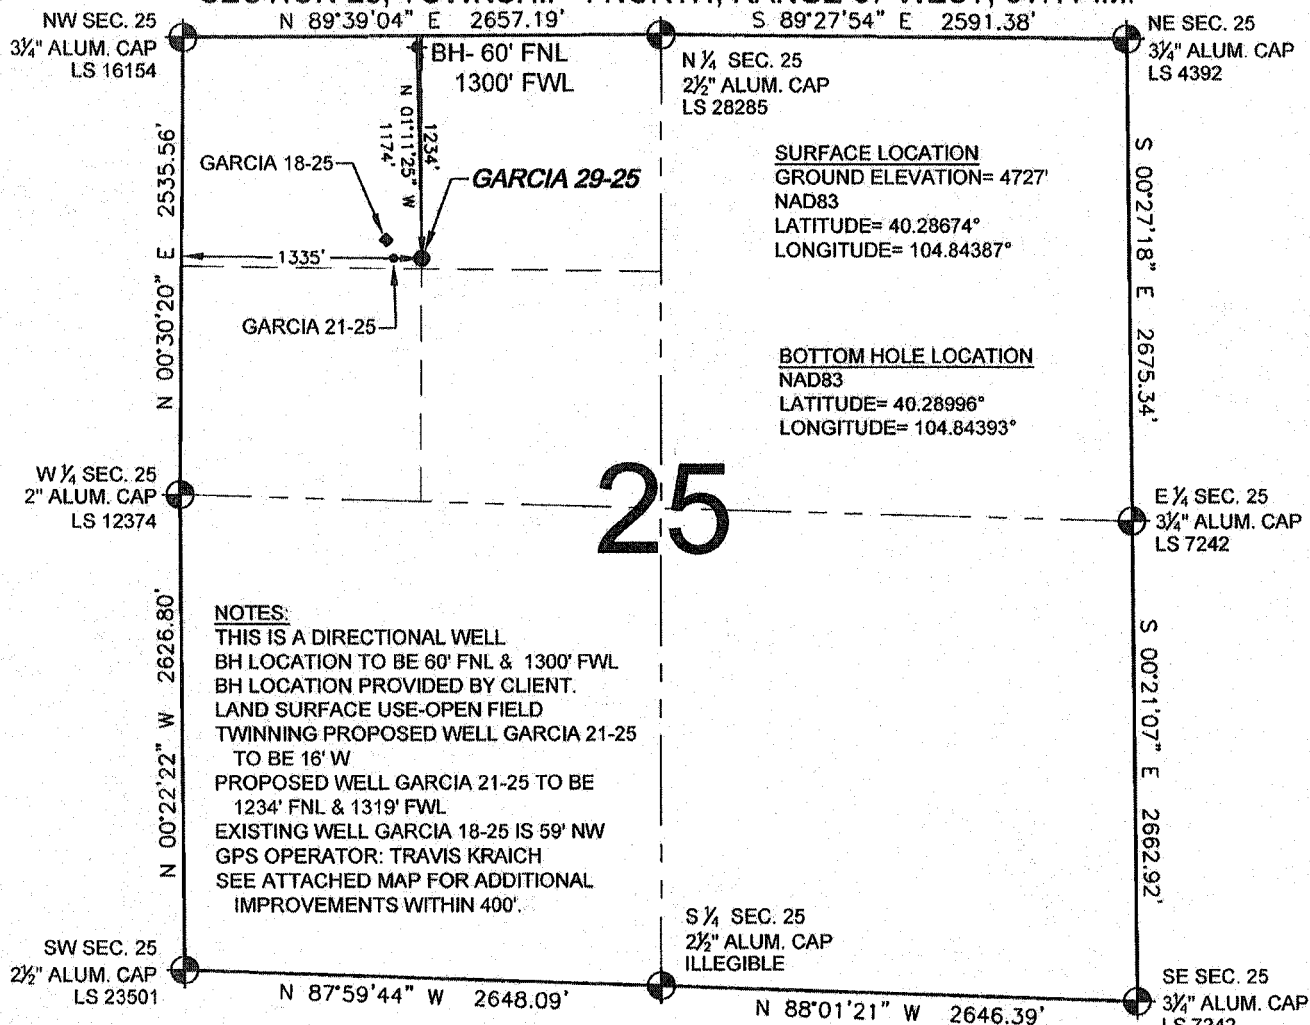 N 89°39'04" E 2657.19'
S 89°27'54" E 2591.38'
NW SEC. 25
3¼" ALUM. CAP
LS 16154
BH- 60' FNL
1300' FWL
N ¼ SEC. 25
2½" ALUM. CAP
LS 28285
NE SEC. 25
3¼" ALUM. CAP
LS 4392
N 00°30'20" E 2535.56'
1234'
N 01°11'25" W
1174'
GARCIA 18-25
GARCIA 29-25
1335'
GARCIA 21-25
SURFACE LOCATION
GROUND ELEVATION= 4727'
NAD83
LATITUDE= 40.28674°
LONGITUDE= 104.84387°
S 00°27'18" E 2675.34'
BOTTOM HOLE LOCATION
NAD83
LATITUDE= 40.28996°
LONGITUDE= 104.84393°
W ¼ SEC. 25
2" ALUM. CAP
LS 12374
25
E ¼ SEC. 25
3¼" ALUM. CAP
LS 7242
N 00°22'22" W 2626.80'
NOTES:
THIS IS A DIRECTIONAL WELL
BH LOCATION TO BE 60' FNL & 1300' FWL
BH LOCATION PROVIDED BY CLIENT.
LAND SURFACE USE-OPEN FIELD
TWINNING PROPOSED WELL GARCIA 21-25
TO BE 16' W
PROPOSED WELL GARCIA 21-25 TO BE
1234' FNL & 1319' FWL
EXISTING WELL GARCIA 18-25 IS 59' NW
GPS OPERATOR: TRAVIS KRAICH
SEE ATTACHED MAP FOR ADDITIONAL
IMPROVEMENTS WITHIN 400'.
S 00°21'07" E 2662.92'
SW SEC. 25
2½" ALUM. CAP
LS 23501
N 87°59'44" W 2648.09'
S ¼ SEC. 25
2½" ALUM. CAP
ILLEGIBLE
N 88°01'21" W 2646.39'
SE SEC. 25
3¼" ALUM. CAP
LS 7242